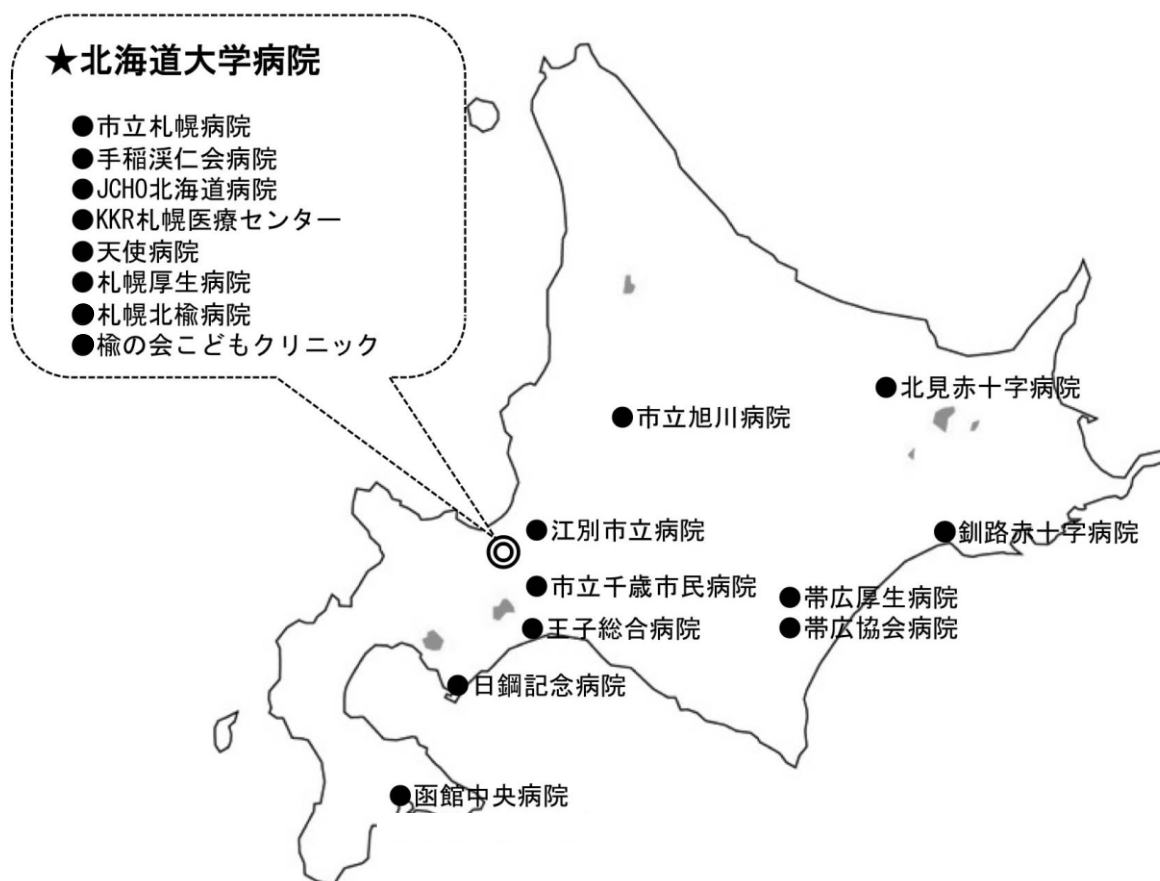 ★北海道大学病院
●市立札幌病院
●手稲渓仁会病院
●JCHO北海道病院
●KKR札幌医療センター
●天使病院
●札幌厚生病院
●札幌北楡病院
●楡の会こどもクリニック
●北見赤十字病院
●市立旭川病院
●江別市立病院
●釧路赤十字病院
●市立千歳市民病院
●帯広厚生病院
●王子総合病院
●帯広協会病院
●日鋼記念病院
●函館中央病院